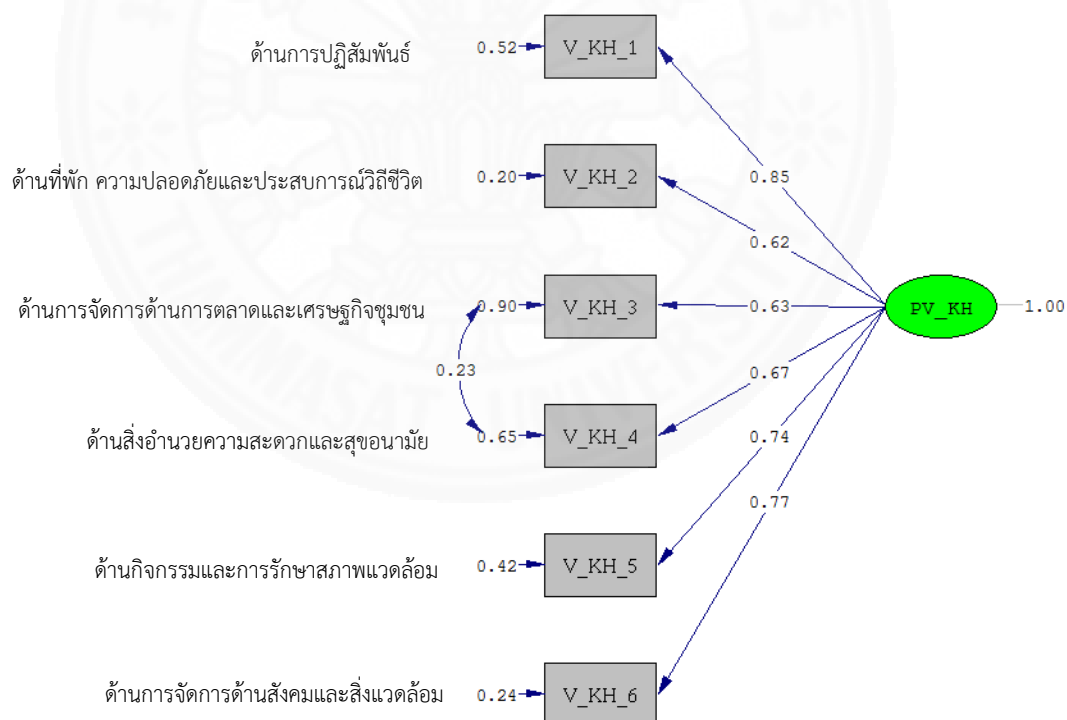 ด้านการปฏิสัมพันธ์ 0.52 V_KH_1
ด้านที่พัก ความปลอดภัยและประสบการณ์วิถีชีวิต 0.20 V_KH_2 0.85
0.62
ด้านการจัดการด้านการตลาดและเศรษฐกิจชุมชน 0.90 V_KH_3 0.63 PV_KH 1.00
0.23 0.67
ด้านสิ่งอำนวยความสะดวกและสุขอนามัย 0.65 V_KH_4 0.74
0.77
ด้านกิจกรรมและการรักษาสภาพแวดล้อม 0.42 V_KH_5
ด้านการจัดการด้านสังคมและสิ่งแวดล้อม 0.24 V_KH_6